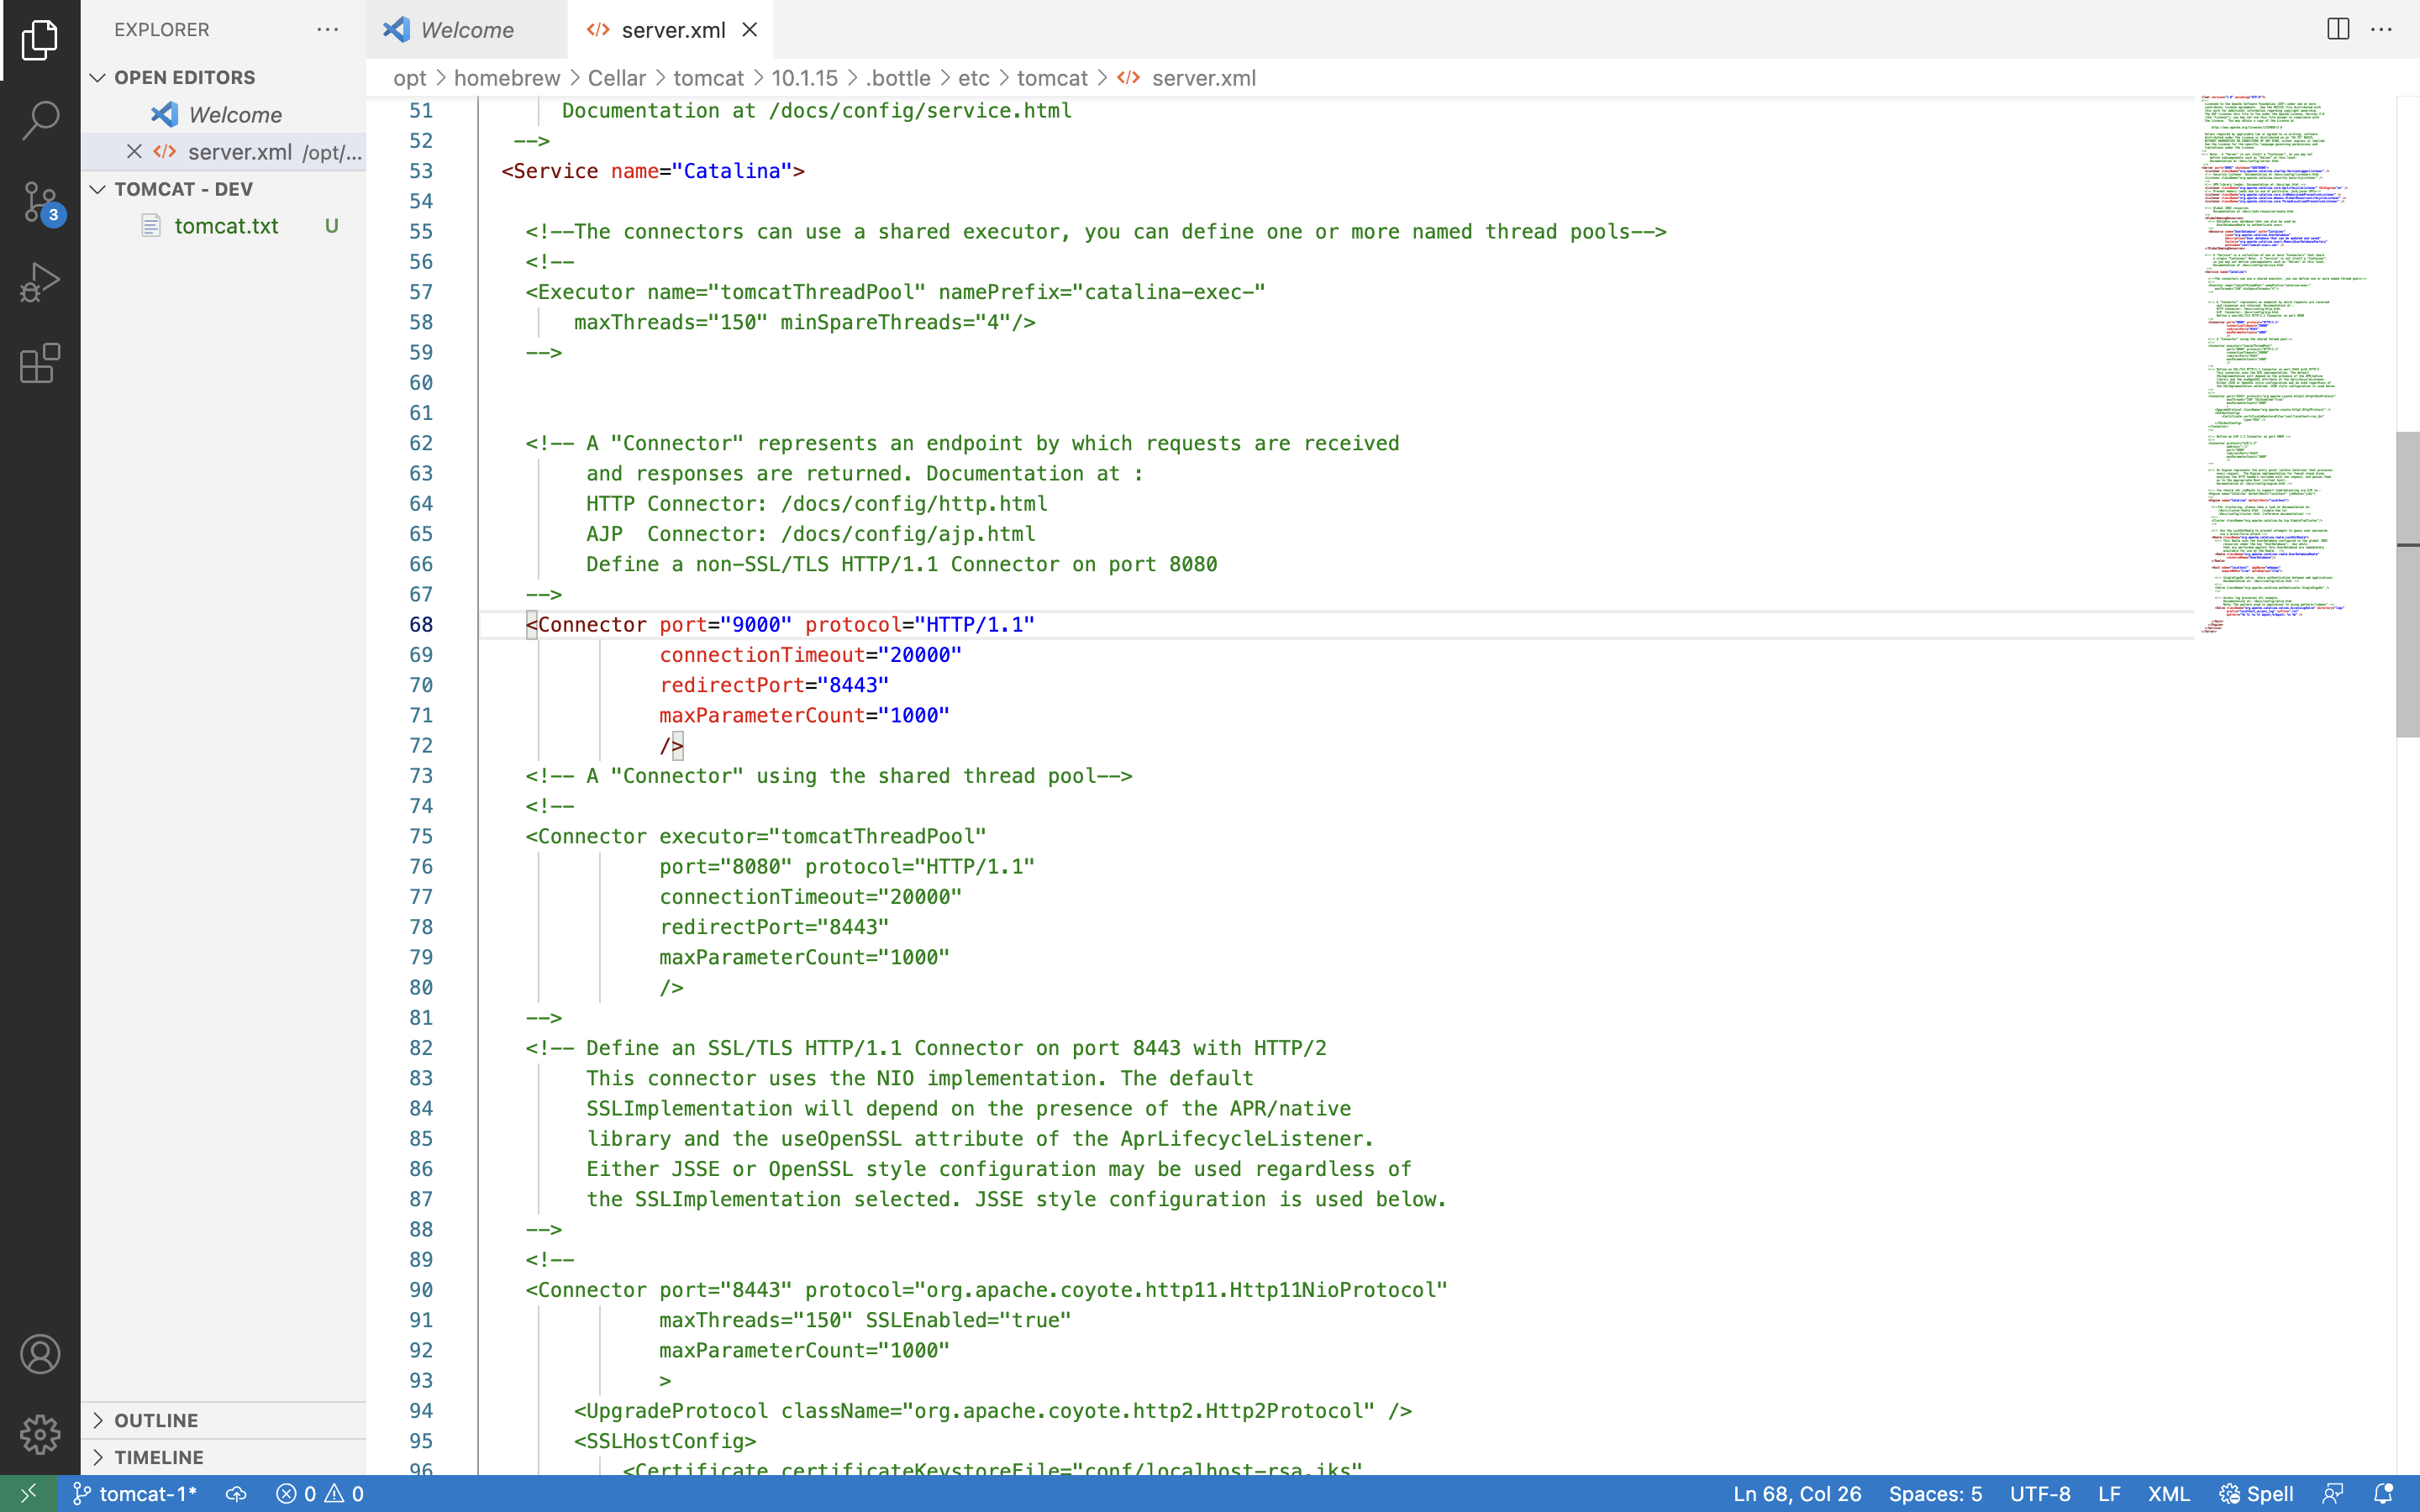 EXPLORER
OPEN EDITORS
Welcome
server.xml /opt/...
TOMCAT - DEV
tomcat.txt U
3
OUTLINE
TIMELINE
Welcome
server.xml
opt > homebrew > Cellar > tomcat > 10.1.15 > .bottle > etc > tomcat > server.xml
51 Documentation at /docs/config/service.html
52 -->
53 <Service name="Catalina">
54
55 <!--The connectors can use a shared executor, you can define one or more named thread pools-->
56 <!--
57 <Executor name="tomcatThreadPool" namePrefix="catalina-exec-"
58 maxThreads="150" minSpareThreads="4"/>
59 -->
60
61
62 <!-- A "Connector" represents an endpoint by which requests are received
63 and responses are returned. Documentation at :
64 HTTP Connector: /docs/config/http.html
65 AJP  Connector: /docs/config/ajp.html
66 Define a non-SSL/TLS HTTP/1.1 Connector on port 8080
67 -->
68 <Connector port="9000" protocol="HTTP/1.1"
69 connectionTimeout="20000"
70 redirectPort="8443"
71 maxParameterCount="1000"
72 />
73 <!-- A "Connector" using the shared thread pool-->
74 <!--
75 <Connector executor="tomcatThreadPool"
76 port="8080" protocol="HTTP/1.1"
77 connectionTimeout="20000"
78 redirectPort="8443"
79 maxParameterCount="1000"
80 />
81 -->
82 <!-- Define an SSL/TLS HTTP/1.1 Connector on port 8443 with HTTP/2
83 This connector uses the NIO implementation. The default
84 SSLImplementation will depend on the presence of the APR/native
85 library and the useOpenSSL attribute of the AprLifecycleListener.
86 Either JSSE or OpenSSL style configuration may be used regardless of
87 the SSLImplementation selected. JSSE style configuration is used below.
88 -->
89 <!--
90 <Connector port="8443" protocol="org.apache.coyote.http11.Http11NioProtocol"
91 maxThreads="150" SSLEnabled="true"
92 maxParameterCount="1000"
93 >
94 <UpgradeProtocol className="org.apache.coyote.http2.Http2Protocol" />
95 <SSLHostConfig>
96 <Certificate certificateKeystoreFile="conf/localhost-rsa.jks"
tomcat-1* 0 0 Ln 68, Col 26 Spaces: 5 UTF-8 LF XML Spell